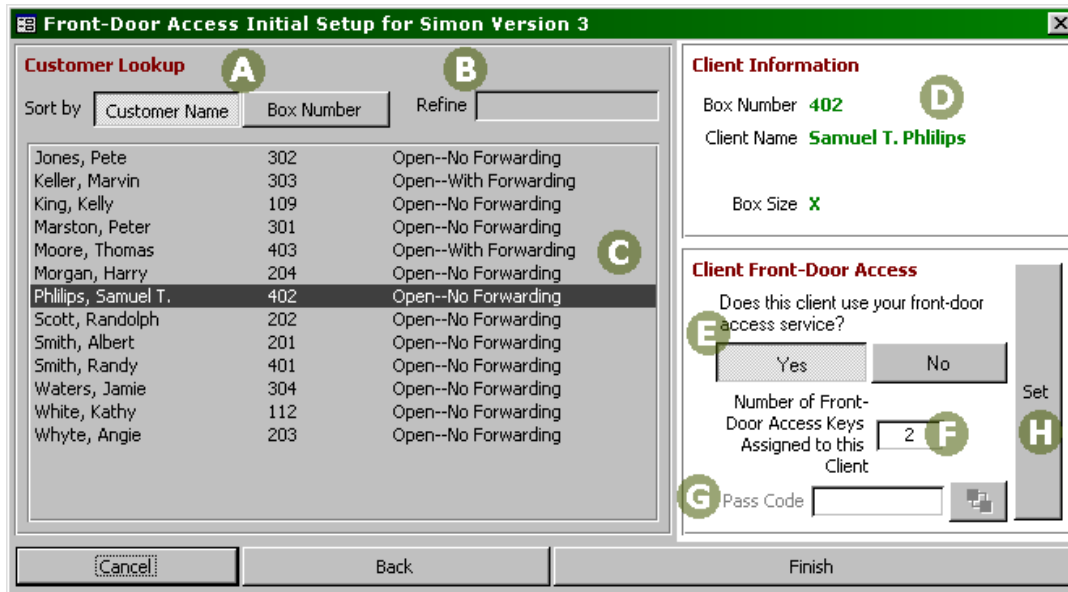 Front-Door Access Initial Setup for Simon Version 3
Customer Lookup
A
B
Sort by Customer Name Box Number Refine
Jones, Pete 302 Open--No Forwarding
Keller, Marvin 303 Open--With Forwarding
King, Kelly 109 Open--No Forwarding
Marston, Peter 301 Open--No Forwarding
Moore, Thomas 403 Open--With Forwarding
C
Morgan, Harry 204 Open--No Forwarding
Phlilips, Samuel T. 402 Open--No Forwarding
Scott, Randolph 202 Open--No Forwarding
Smith, Albert 201 Open--No Forwarding
Smith, Randy 401 Open--No Forwarding
Waters, Jamie 304 Open--No Forwarding
White, Kathy 112 Open--No Forwarding
Whyte, Angie 203 Open--No Forwarding
Client Information
Box Number 402
D
Client Name Samuel T. Phlilips
Box Size X
Client Front-Door Access
Does this client use your front-door
access service?
E
Yes No
Number of Front-
Door Access Keys
Assigned to this
Client
2
F
G
Pass Code
Set
H
Cancel Back Finish